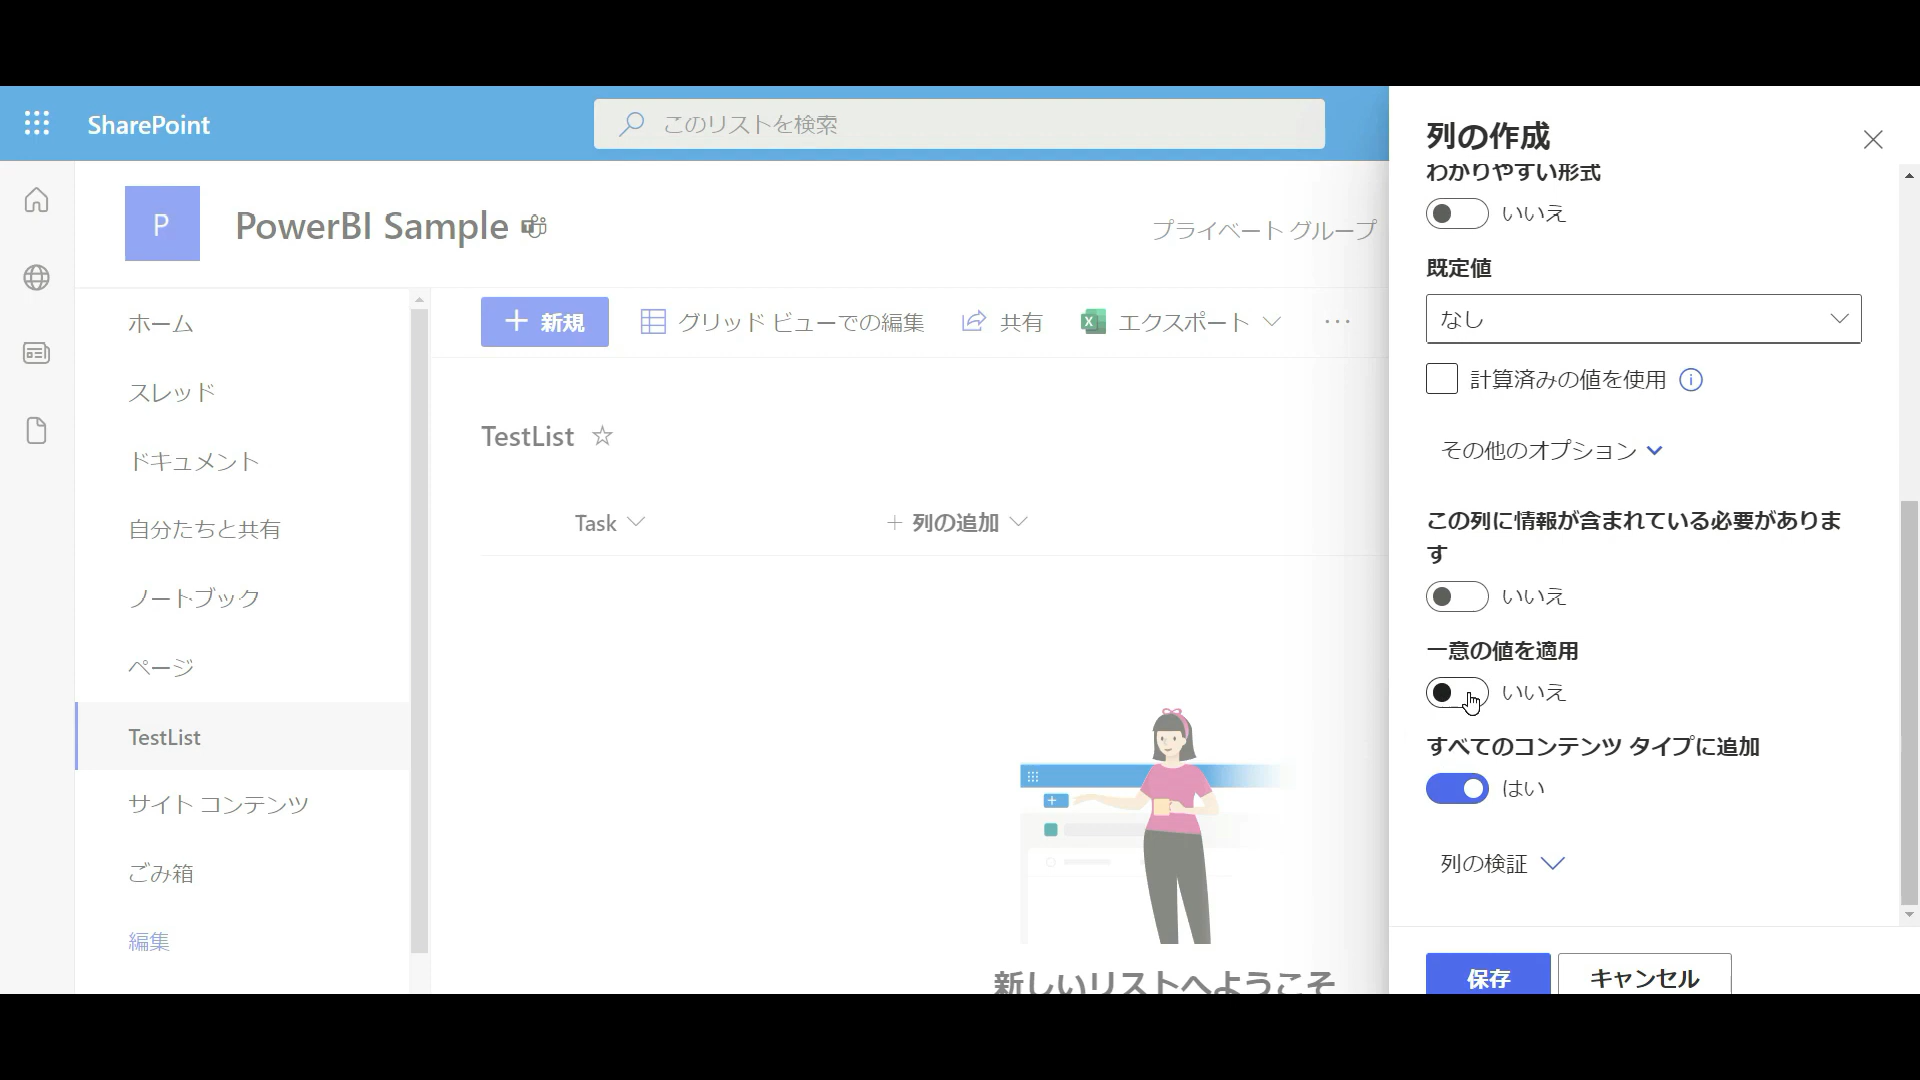 SharePoint
このリストを検索
P
PowerBI Sample
プライベート グループ
ホーム
スレッド
ドキュメント
自分たちと共有
ノートブック
ページ
TestList
サイト コンテンツ
ごみ箱
編集
新規
グリッド ビューでの編集
共有
エクスポート
TestList
Task
列の追加
新しいリストへようこそ
列の作成
わかりやすい形式
いいえ
既定値
なし
計算済みの値を使用
その他のオプション
この列に情報が含まれている必要がありま
す
いいえ
一意の値を適用
いいえ
すべてのコンテンツ タイプに追加
はい
列の検証
保存
キャンセル